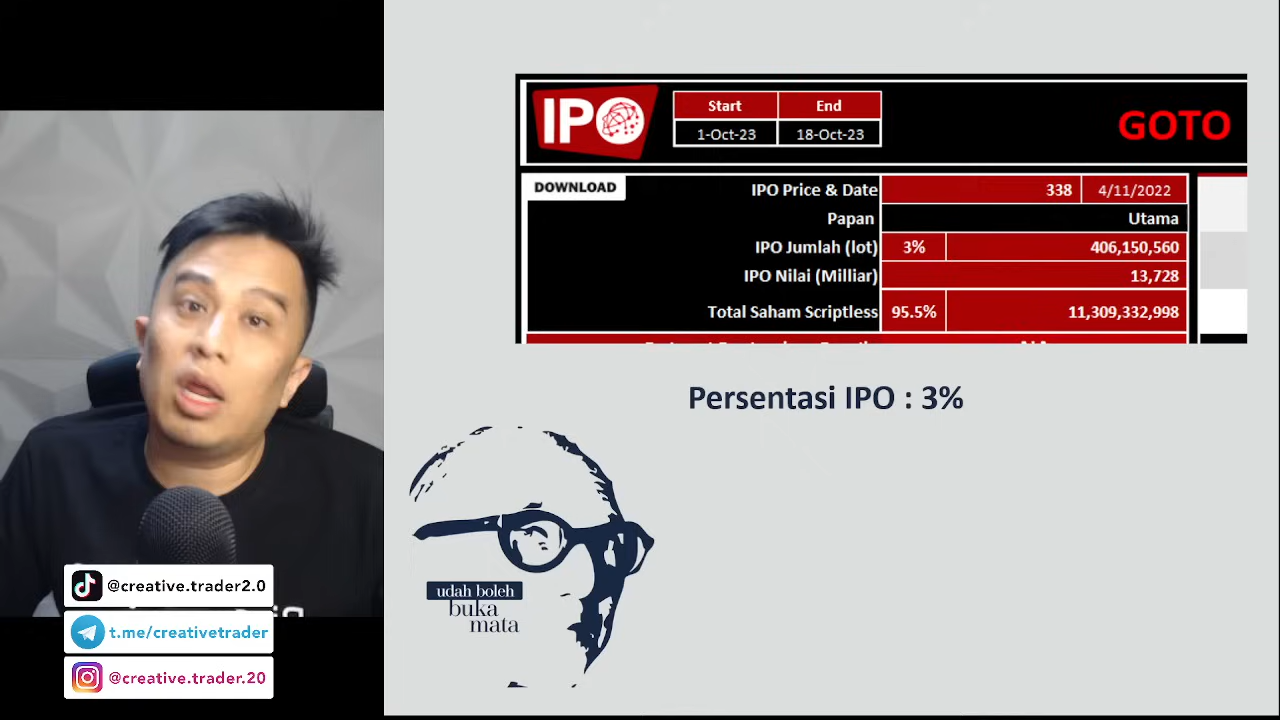 IPO
Start End
1-Oct-23 18-Oct-23
GOTO
DOWNLOAD
IPO Price & Date 338 4/11/2022
Papan Utama
IPO Jumlah (lot) 3% 406,150,560
IPO Nilai (Milliar) 13,728
Total Saham Scriptless 95.5% 11,309,332,998
Persentasi IPO : 3%
udah boleh
buka
mata
@creative.trader2.0
t.me/creativetrader
@creative.trader.20